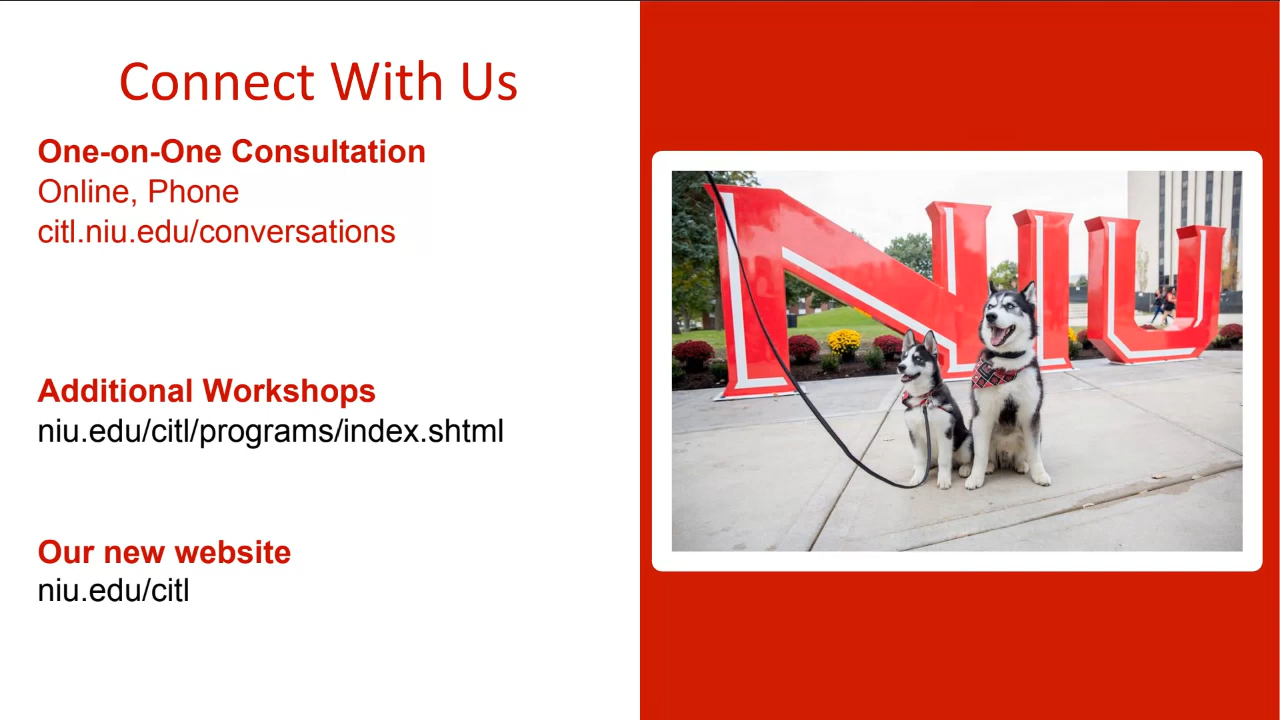 Connect With Us
One-on-One Consultation
Online, Phone
citl.niu.edu/conversations
Additional Workshops
niu.edu/citl/programs/index.shtml
Our new website
niu.edu/citl
NIU